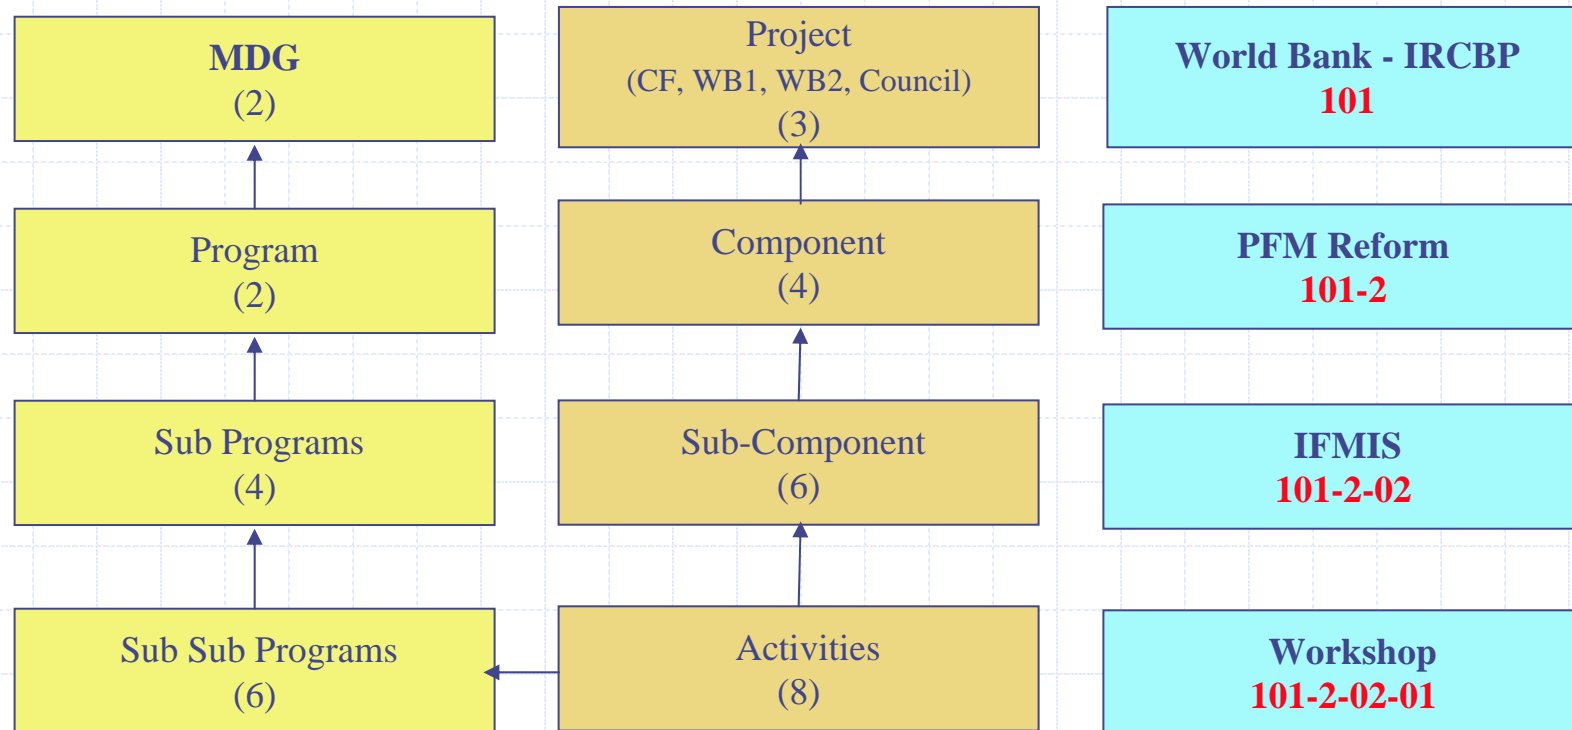 MDG
(2)
Project
(CF, WB1, WB2, Council)
(3)
World Bank - IRCBP
101
Program
(2)
Component
(4)
PFM Reform
101-2
Sub Programs
(4)
Sub-Component
(6)
IFMIS
101-2-02
Sub Sub Programs
(6)
Activities
(8)
Workshop
101-2-02-01